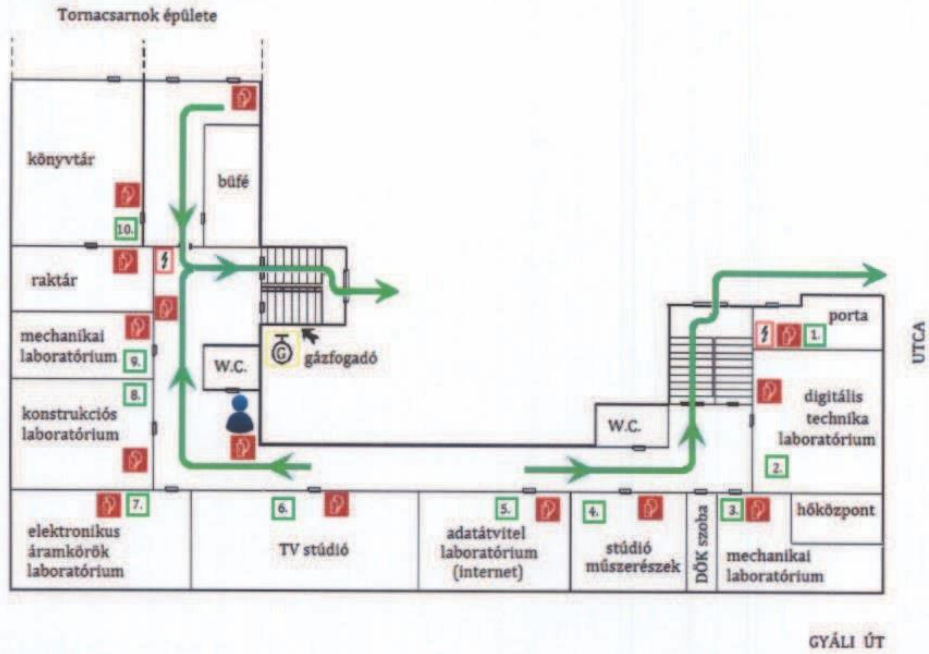 Tornacsarnok épülete
könyvtár
büfé
10.
raktár
mechanikai
laboratórium
9.
W.C.
G
gázfogadó
8.
konstrukciós
laboratórium
7.
elektronikus
áramkörök
laboratórium
6.
TV stúdió
5.
adatátvitel
laboratórium
(internet)
4.
stúdió
műszerészek
DÖK szoba
W.C.
3.
mechanikai
laboratórium
hőközpont
2.
digitális
technika
laboratórium
1.
porta
UTCA
GYÁLI ÚT